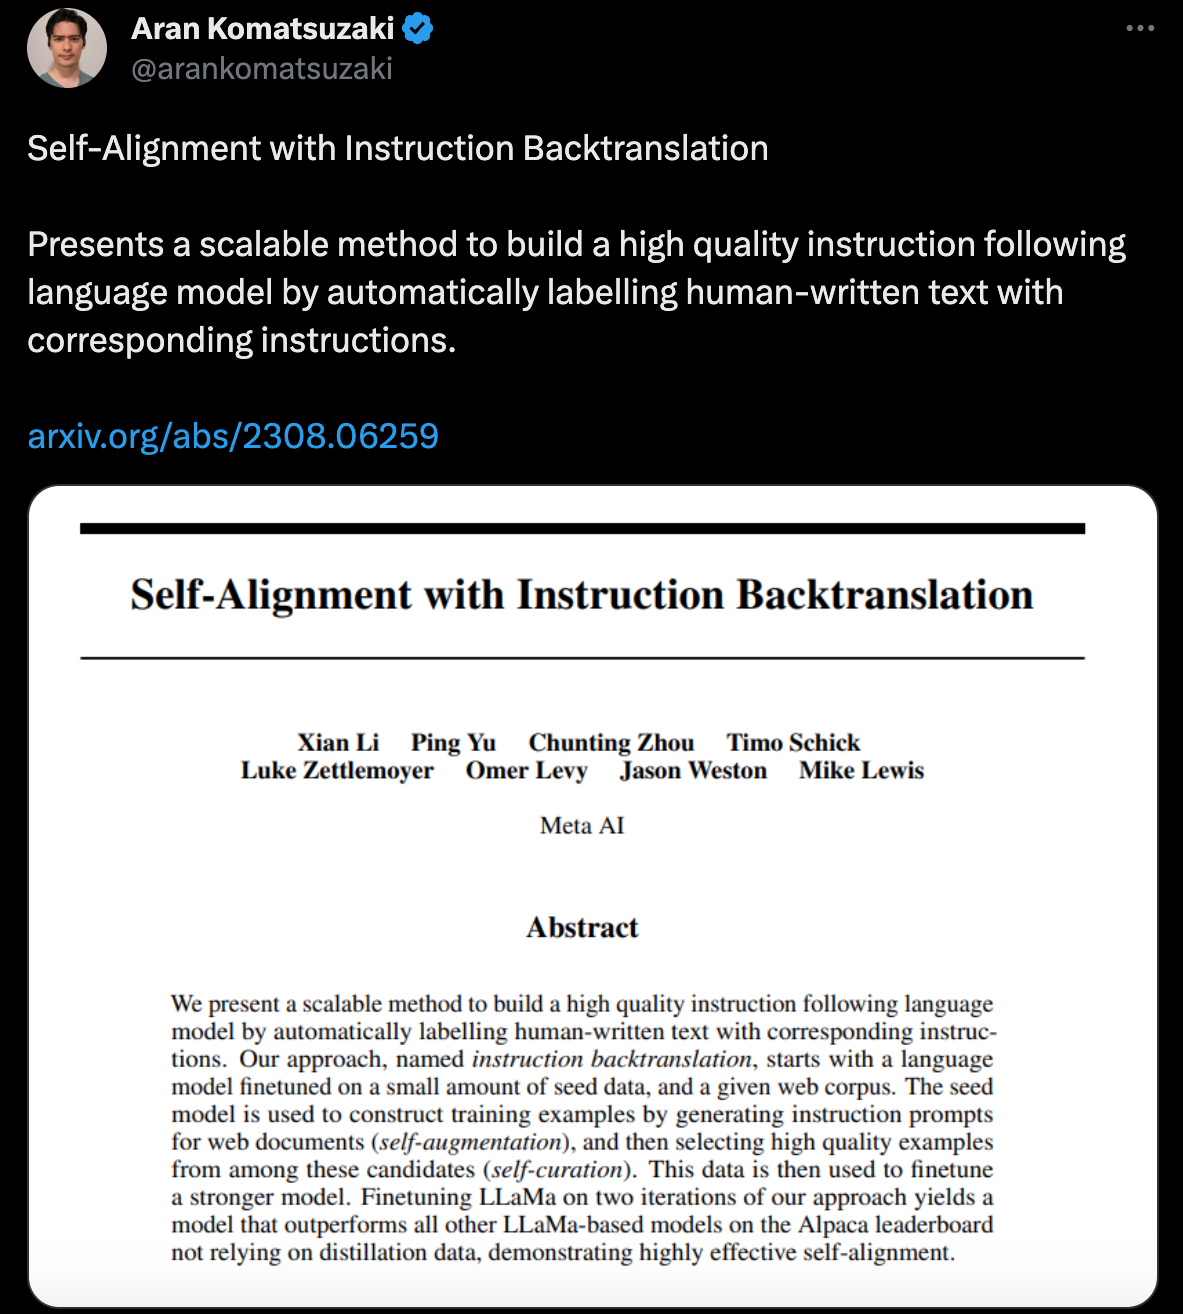 Aran Komatsuzaki
@arankomatsuzaki
Self-Alignment with Instruction Backtranslation
Presents a scalable method to build a high quality instruction following
language model by automatically labelling human-written text with
corresponding instructions.
arxiv.org/abs/2308.06259
Self-Alignment with Instruction Backtranslation
Xian Li Ping Yu Chunting Zhou Timo Schick
Luke Zettlemoyer Omer Levy Jason Weston Mike Lewis
Meta AI
Abstract
We present a scalable method to build a high quality instruction following language
model by automatically labelling human-written text with corresponding instruc-
tions. Our approach, named instruction backtranslation, starts with a language
model finetuned on a small amount of seed data, and a given web corpus. The seed
model is used to construct training examples by generating instruction prompts
for web documents (self-augmentation), and then selecting high quality examples
from among these candidates (self-curation). This data is then used to finetune
a stronger model. Finetuning LLaMa on two iterations of our approach yields a
model that outperforms all other LLaMa-based models on the Alpaca leaderboard
not relying on distillation data, demonstrating highly effective self-alignment.